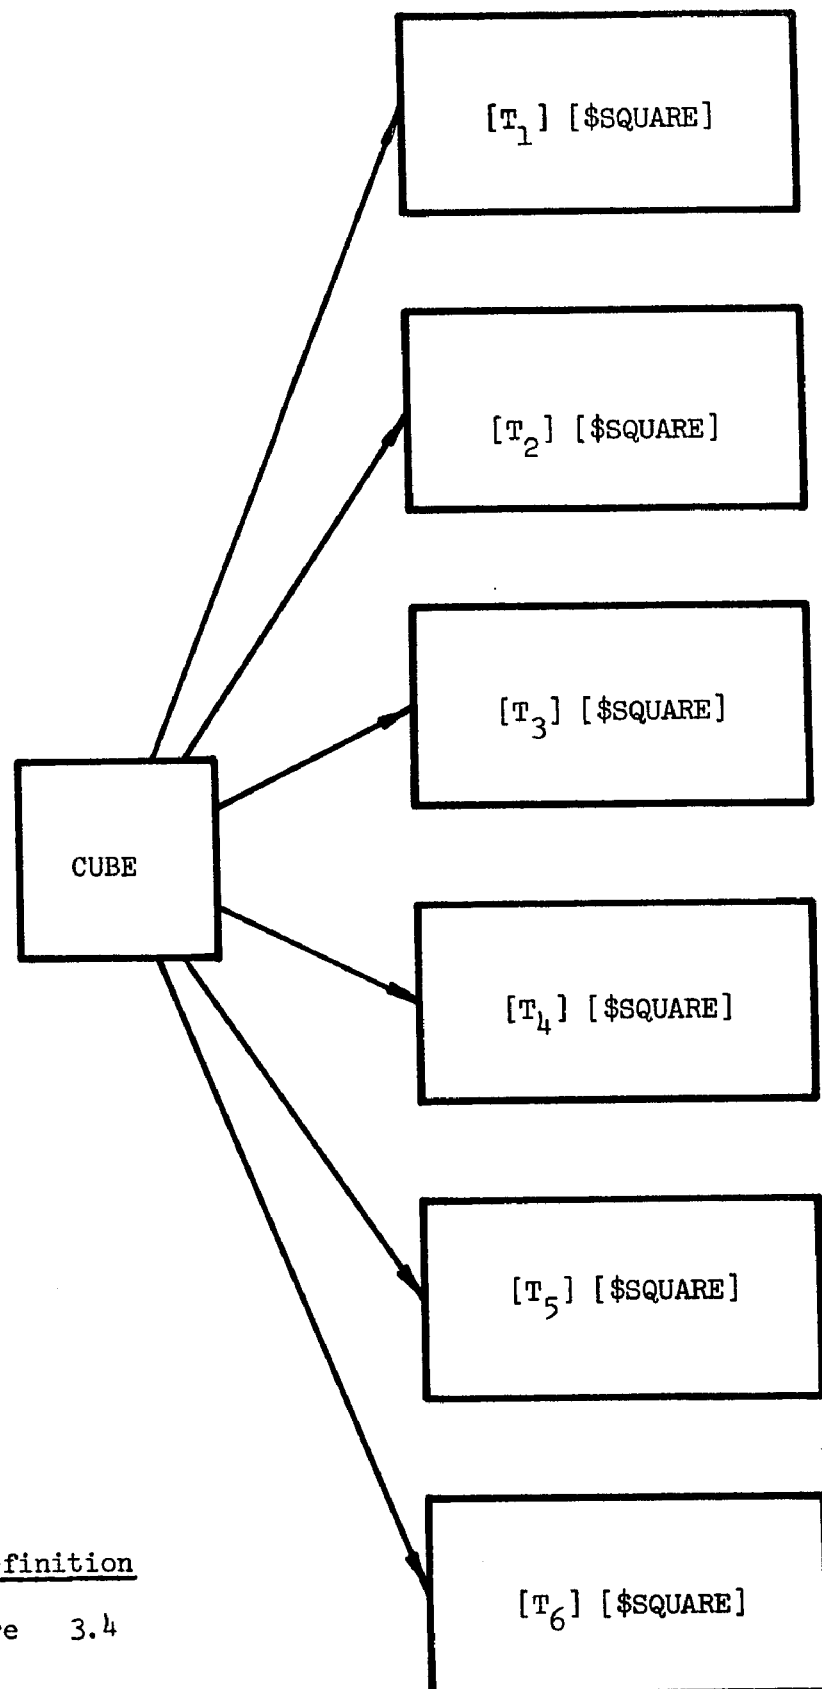 [T₁] [$SQUARE]
[T₂] [$SQUARE]
[T₃] [$SQUARE]
CUBE
[T₄] [$SQUARE]
[T₅] [$SQUARE]
[T₆] [$SQUARE]
finition
e 3.4